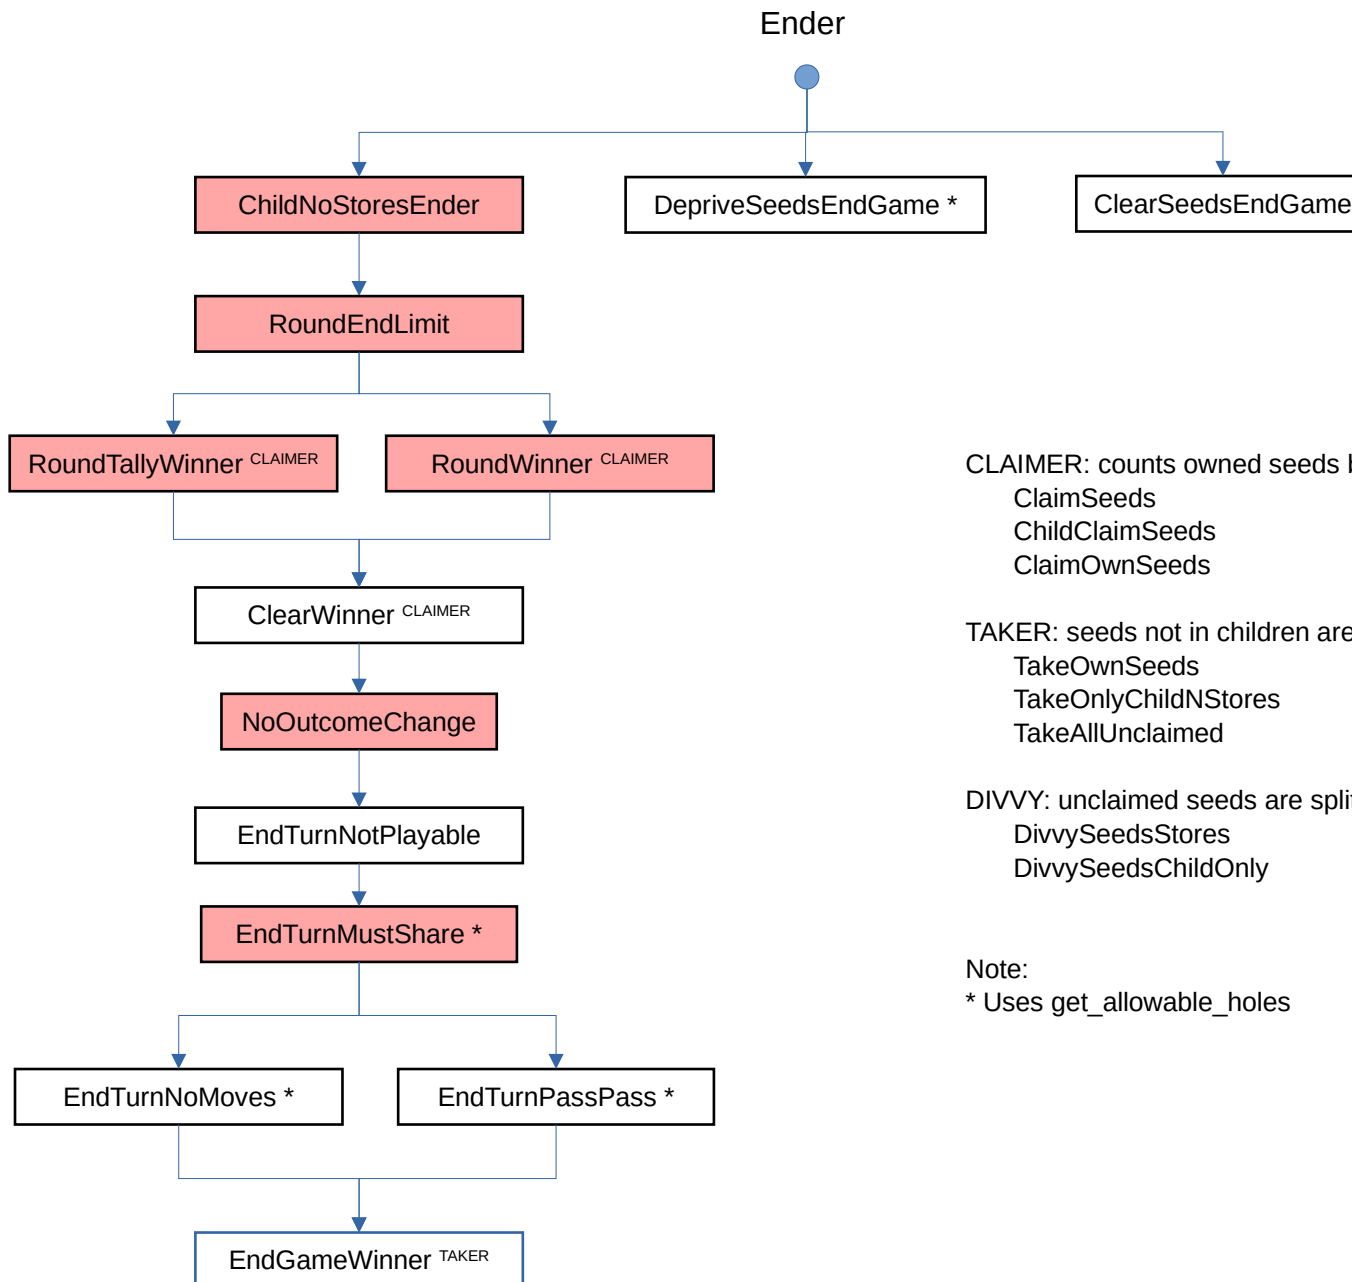 Ender
ChildNoStoresEnder
DepriveSeedsEndGame *
ClearSeedsEndGame
RoundEndLimit
RoundTallyWinner CLAIMER
RoundWinner CLAIMER
CLAIMER: counts owned seeds
ClaimSeeds
ChildClaimSeeds
ClaimOwnSeeds
ClearWinner CLAIMER
TAKER: seeds not in children are
TakeOwnSeeds
TakeOnlyChildNStores
TakeAllUnclaimed
NoOutcomeChange
DIVVY: unclaimed seeds are split
DivvySeedsStores
DivvySeedsChildOnly
EndTurnNotPlayable
EndTurnMustShare *
Note:
* Uses get_allowable_holes
EndTurnNoMoves *
EndTurnPassPass *
EndGameWinner TAKER